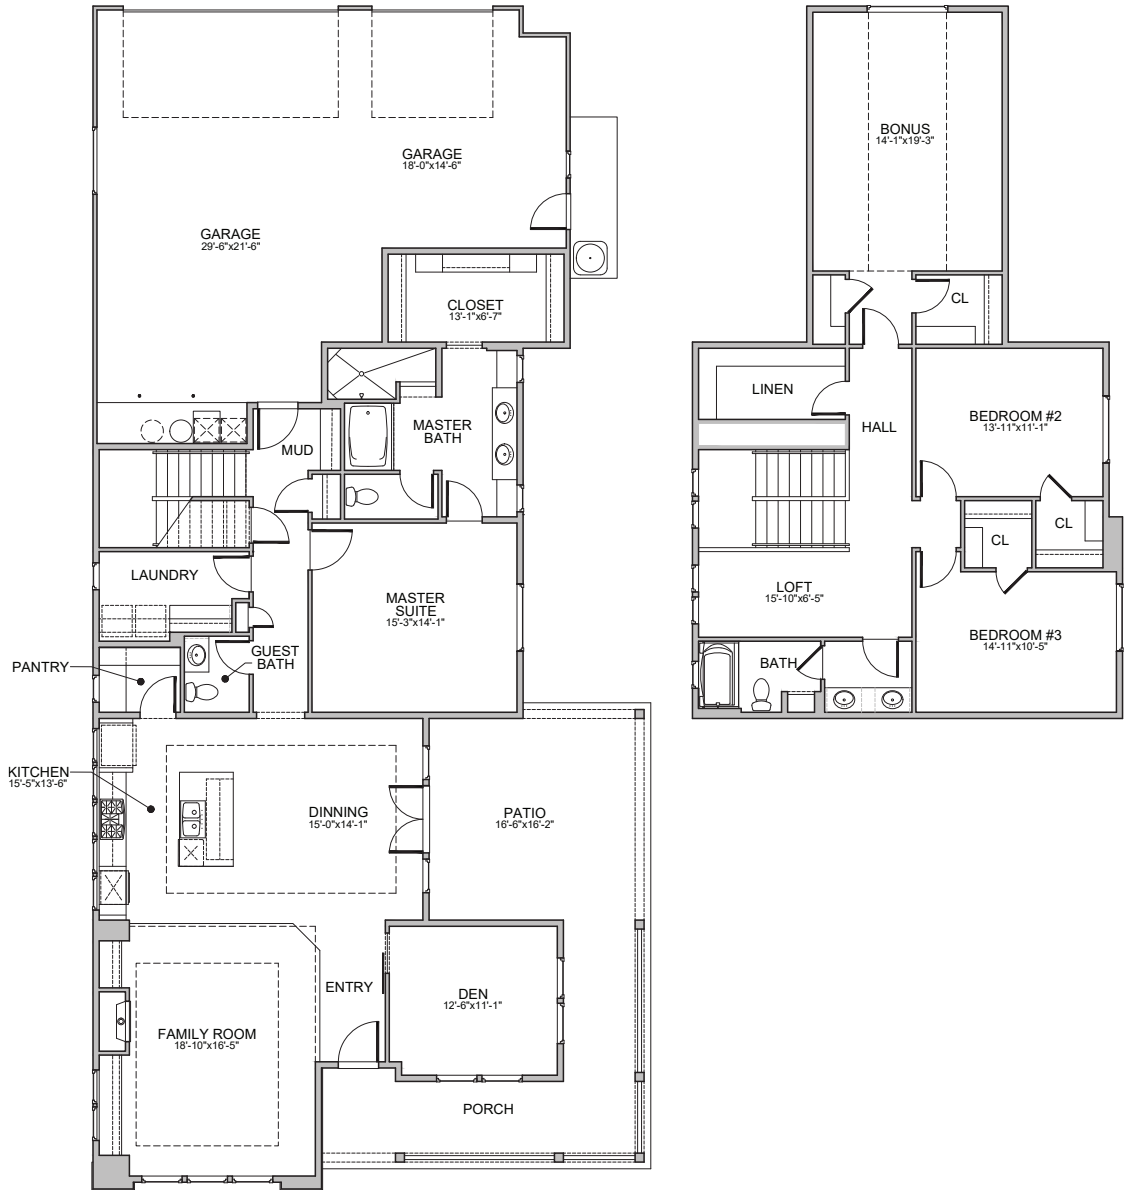 GARAGE
18'-0"x14'-6"
GARAGE
29'-6"x21'-6"
CLOSET
13'-1"x6'-7"
MASTER
BATH
MUD
LAUNDRY
MASTER
SUITE
15'-3"x14'-1"
GUEST
BATH
PANTRY
KITCHEN
15'-5"x13'-6"
DINNING
15'-0"x14'-1"
PATIO
16'-6"x16'-2"
ENTRY
DEN
12'-6"x11'-1"
FAMILY ROOM
18'-10"x16'-5"
PORCH
BONUS
14'-1"x19'-3"
CL
LINEN
HALL
BEDROOM #2
13'-11"x11'-1"
CL
CL
LOFT
15'-10"x6'-5"
BEDROOM #3
14'-11"x10'-5"
BATH